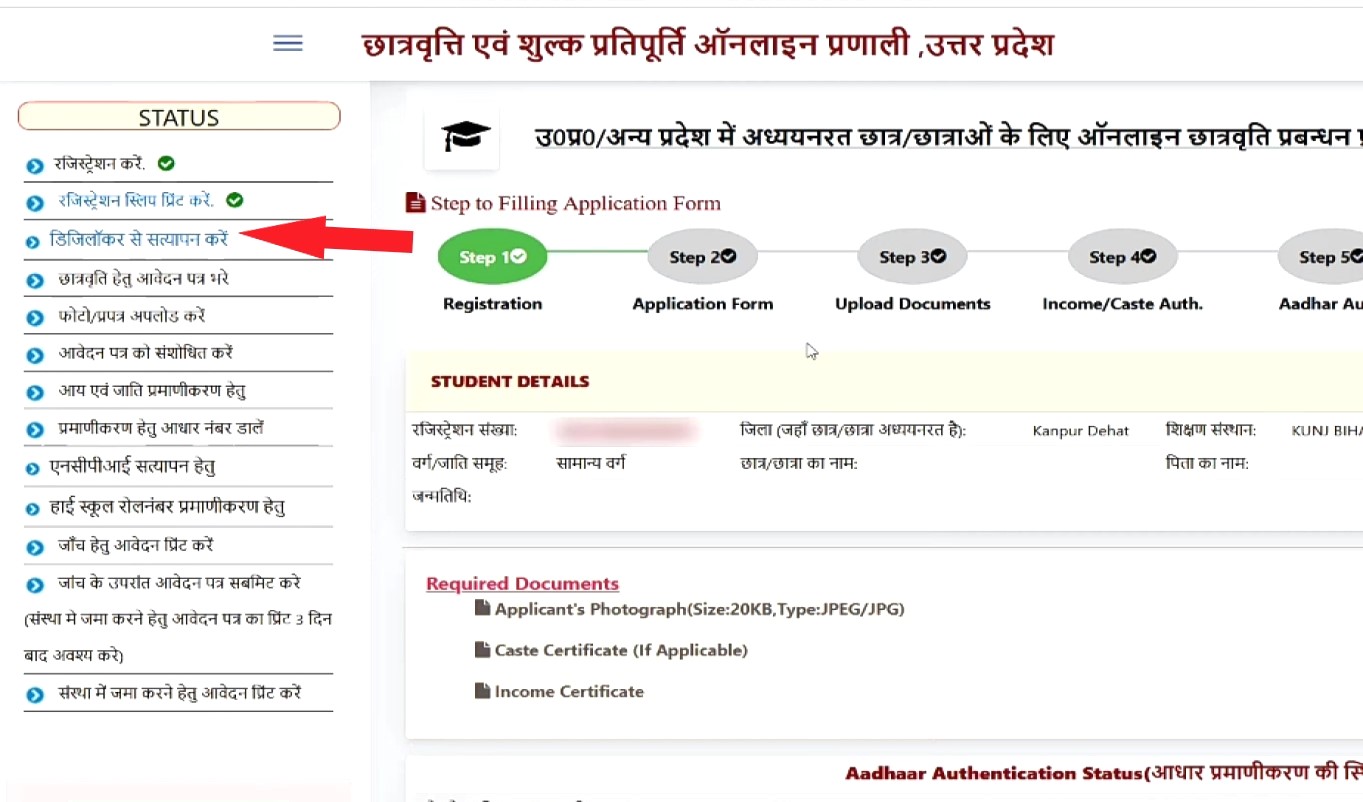 छात्रवृत्ति एवं शुल्क प्रतिपूर्ति ऑनलाइन प्रणाली ,उत्तर प्रदेश
STATUS
रजिस्ट्रेशन करें.
रजिस्ट्रेशन स्लिप प्रिंट करें.
डिजिलॉकर से सत्यापन करें
छात्रवृति हेतु आवेदन पत्र भरे
फोटो/प्रपत्र अपलोड करें
आवेदन पत्र को संशोधित करें
आय एवं जाति प्रमाणीकरण हेतु
प्रमाणीकरण हेतु आधार नंबर डालें
एनसीपीआई सत्यापन हेतु
हाई स्कूल रोलनंबर प्रमाणीकरण हेतु
जाँच हेतु आवेदन प्रिंट करें
जांच के उपरांत आवेदन पत्र सबमिट करे
(संस्था मे जमा करने हेतु आवेदन पत्र का प्रिंट 3 दिन
बाद अवश्य करे)
संस्था में जमा करने हेतु आवेदन प्रिंट करें
उ0प्र0/अन्य प्रदेश में अध्ययनरत छात्र/छात्राओं के लिए ऑनलाइन छात्रवृति प्रबन्धन
Step to Filling Application Form
Step 1 Step 2 Step 3 Step 4 Step 5
Registration Application Form Upload Documents Income/Caste Auth. Aadhar Au
STUDENT DETAILS
रजिस्ट्रेशन संख्या: जिला (जहाँ छात्र/छात्रा अध्ययनरत है): Kanpur Dehat शिक्षण संस्थान: KUNJ BIHA
वर्ग/जाति समूह: सामान्य वर्ग छात्र/छात्रा का नाम: पिता का नाम:
जन्मतिथि:
Required Documents
Applicant's Photograph(Size:20KB,Type:JPEG/JPG)
Caste Certificate (If Applicable)
Income Certificate
Aadhaar Authentication Status(आधार प्रमाणीकरण की